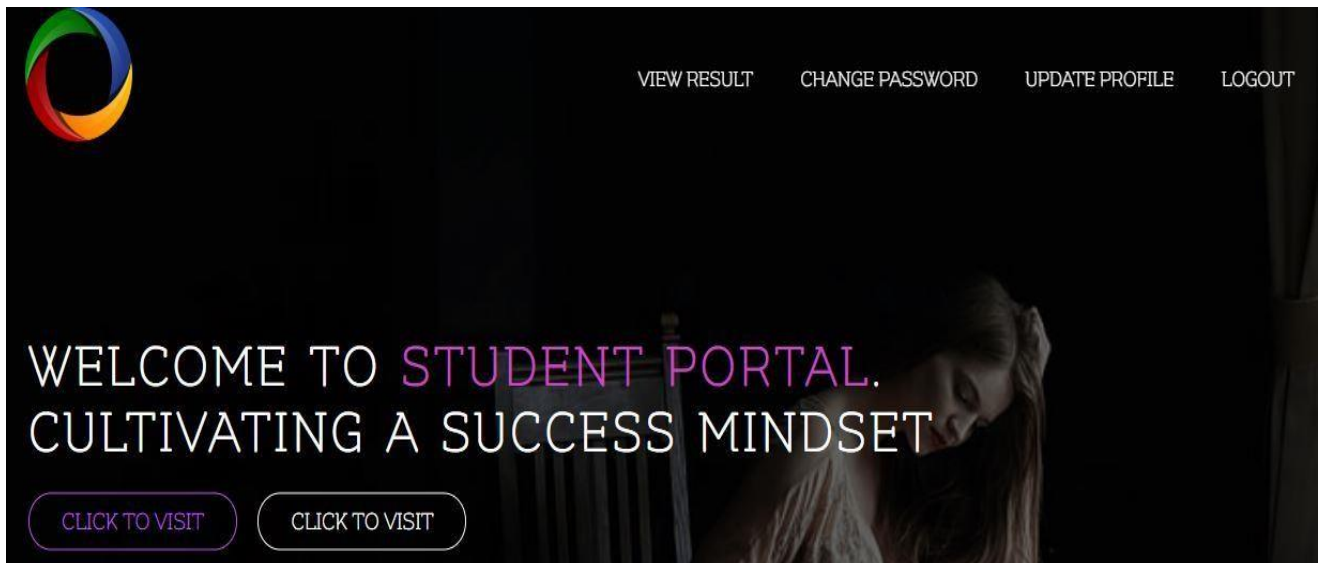 VIEW RESULT CHANGE PASSWORD UPDATE PROFILE LOGOUT
WELCOME TO STUDENT PORTAL.
CULTIVATING A SUCCESS MINDSET
CLICK TO VISIT CLICK TO VISIT